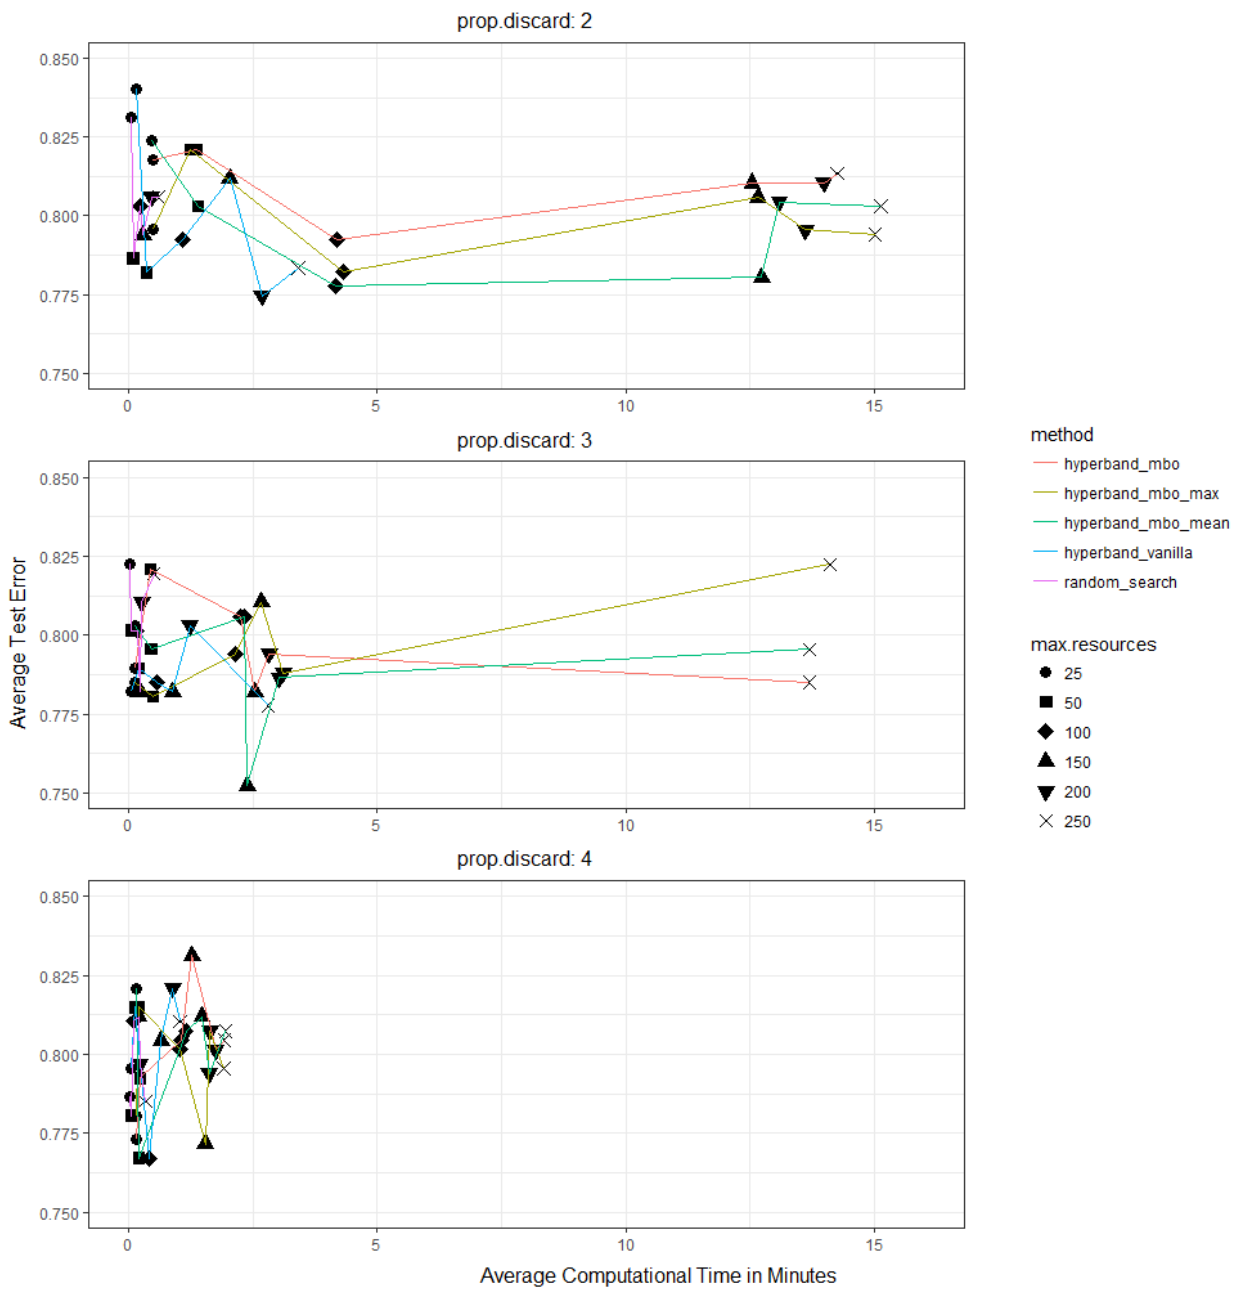 prop.discard: 2
0.850
0.825
0.800
0.775
0.750
0 5 10 15
prop.discard: 3
0.850
0.825
0.800
0.775
0.750
0 5 10 15
prop.discard: 4
0.850
0.825
0.800
0.775
0.750
0 5 10 15
Average Test Error
Average Computational Time in Minutes
method
hyperband_mbo
hyperband_mbo_max
hyperband_mbo_mean
hyperband_vanilla
random_search
max.resources
25
50
100
150
200
250